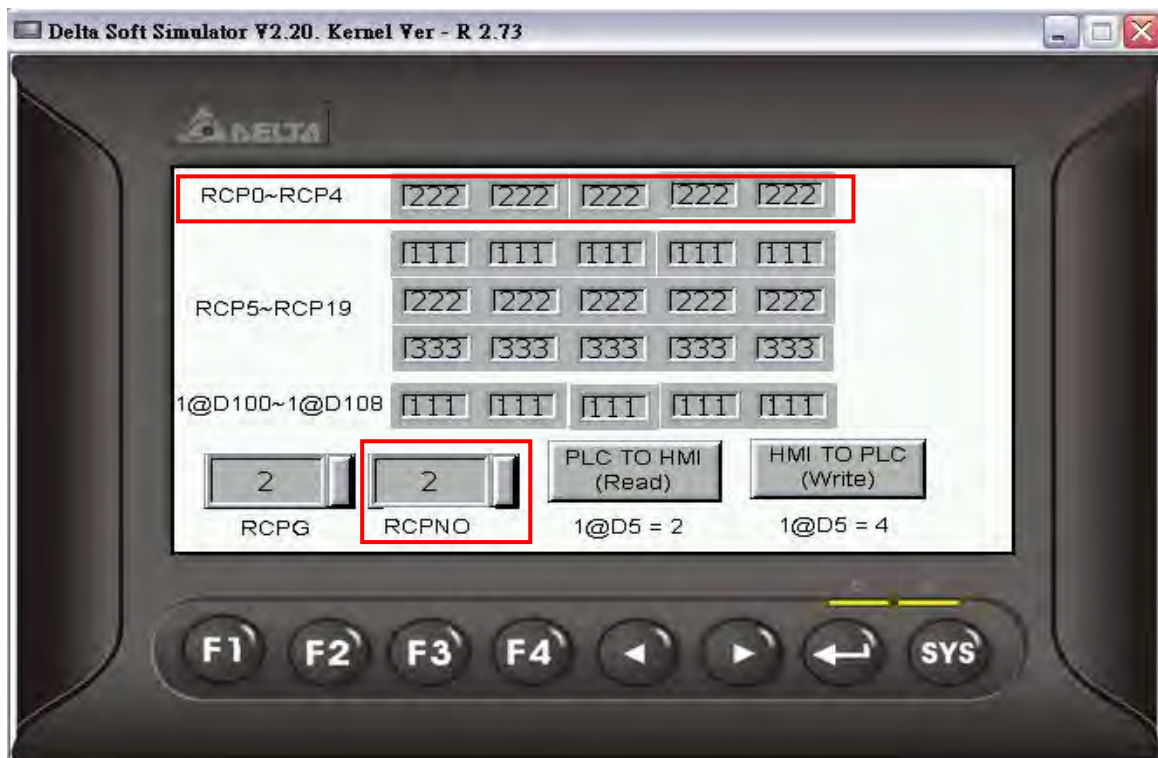 Delta Soft Simulator V2.20. Kernel Ver - R 2.73
DELTA
RCP0~RCP4 222 222 222 222 222
111 111 111 111 111
RCP5~RCP19 222 222 222 222 222
333 333 333 333 333
1@D100~1@D108 111 111 111 111 111
2 2 PLC TO HMI HMI TO PLC
(Read) (Write)
RCPG RCPNO 1@D5 = 2 1@D5 = 4
F1 F2 F3 F4 SYS